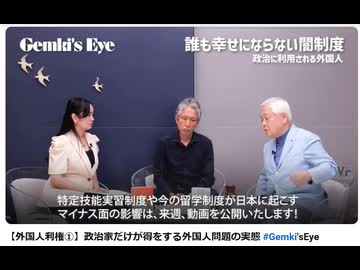 Gemki's Eye
誰も幸せにならない闇制度
政治に利用される外国人
特定技能実習制度や今の留学制度が日本に起こす
マイナス面の影響は、来週、動画を公開いたします!
【外国人利権①】政治家だけが得をする外国人問題の実態 #Gemki'sEye